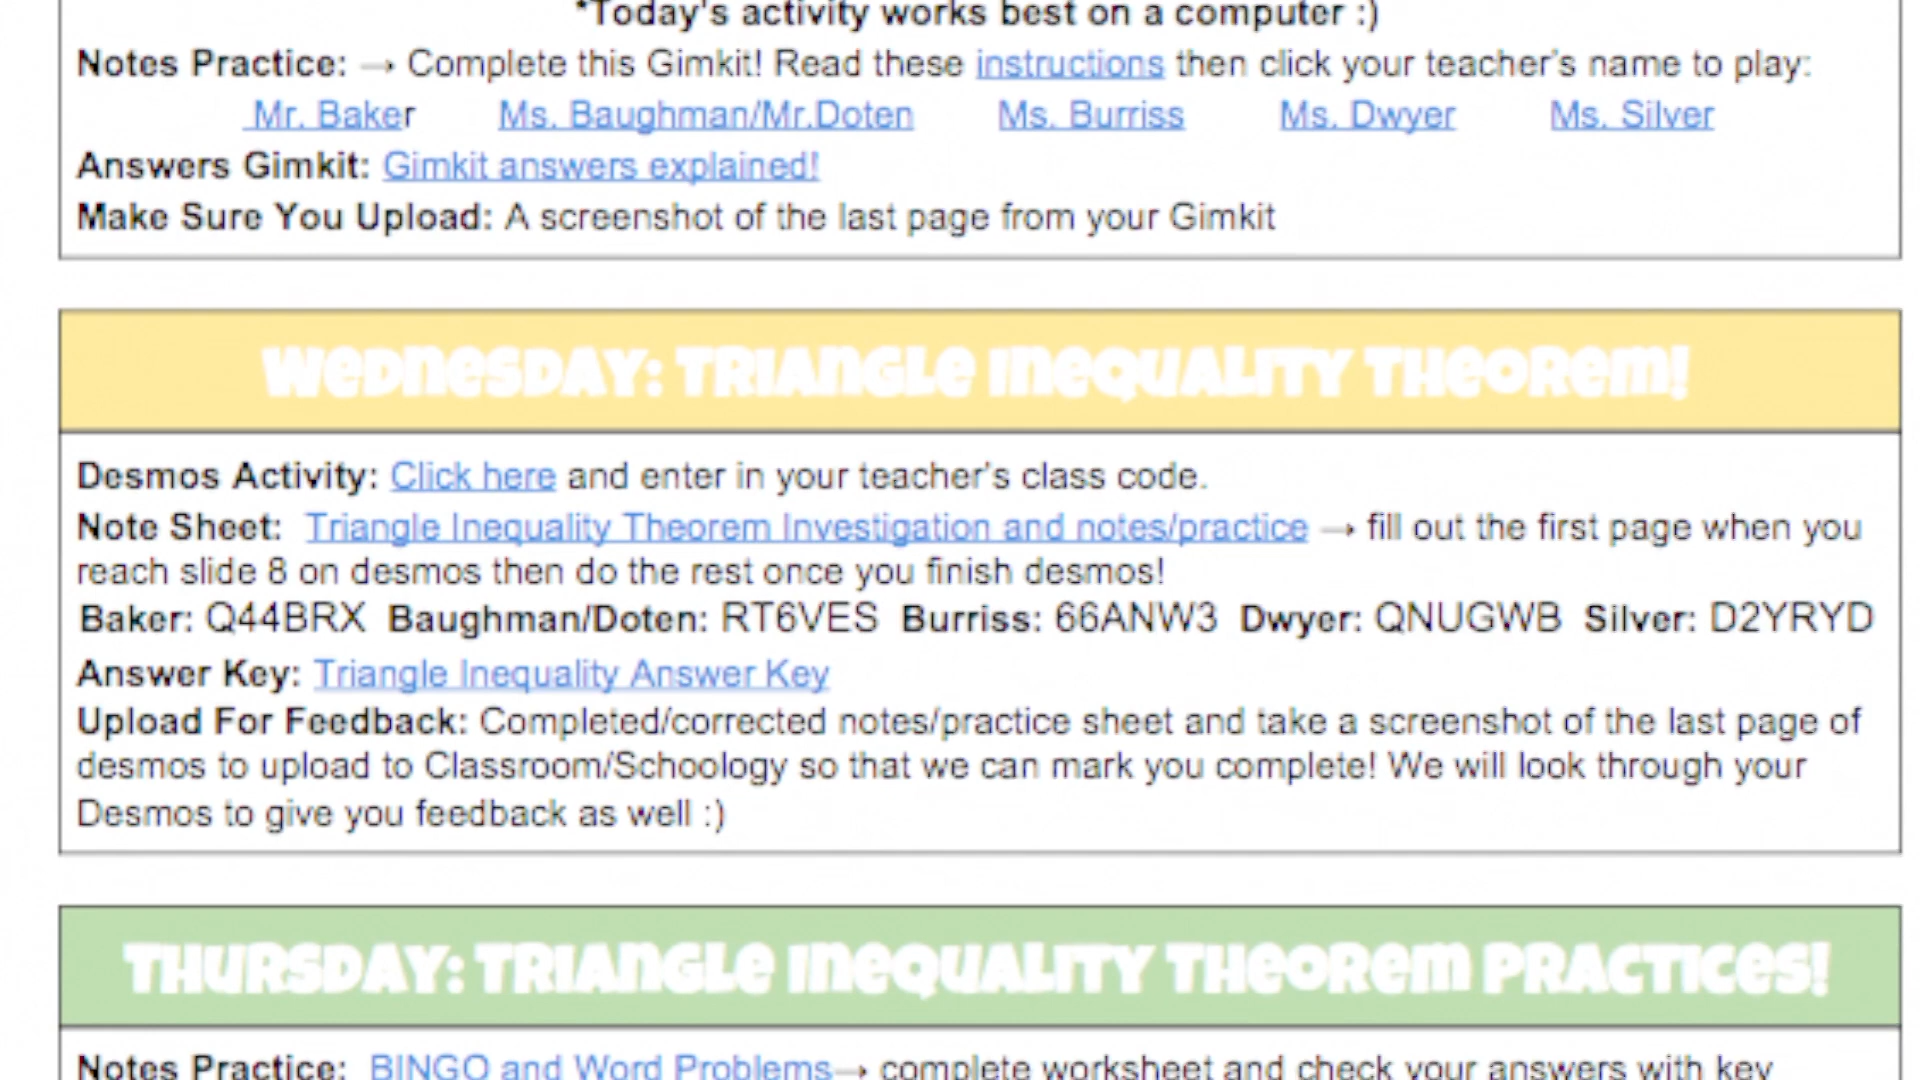 *Today's activity works best on a computer :)
Notes Practice: → Complete this Gimkit! Read these instructions then click your teacher's name to play:
Mr. Baker Ms. Baughman/Mr.Doten Ms. Burriss Ms. Dwyer Ms. Silver
Answers Gimkit: Gimkit answers explained!
Make Sure You Upload: A screenshot of the last page from your Gimkit
WEDNESDAY: TRIANGLE INEQUALITY THEOREM!
Desmos Activity: Click here and enter in your teacher's class code.
Note Sheet: Triangle Inequality Theorem Investigation and notes/practice → fill out the first page when you
reach slide 8 on desmos then do the rest once you finish desmos!
Baker: Q44BRX Baughman/Doten: RT6VES Burriss: 66ANW3 Dwyer: QNUGWB Silver: D2YRYD
Answer Key: Triangle Inequality Answer Key
Upload For Feedback: Completed/corrected notes/practice sheet and take a screenshot of the last page of
desmos to upload to Classroom/Schoology so that we can mark you complete! We will look through your
Desmos to give you feedback as well :)
THURSDAY: TRIANGLE INEQUALITY THEOREM PRACTICES!
Notes Practice: BINGO and Word Problems→ complete worksheet and check your answers with key